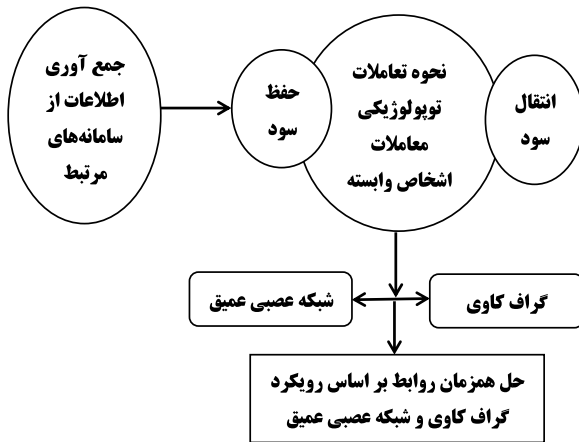 جمع آوری
اطلاعات از
سامانه‌های
مرتبط
حفظ
سود
نحوه تعاملات
توپولوژیکی
معاملات
اشخاص وابسته
انتقال
سود
شبکه عصبی عمیق
گراف کاوی
حل همزمان روابط بر اساس رویکرد
گراف کاوی و شبکه عصبی عمیق